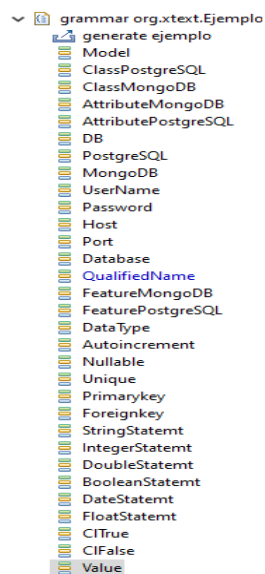 grammar org.xtext.Ejemplo
generate ejemplo
Model
ClassPostgreSQL
ClassMongoDB
AttributeMongoDB
AttributePostgreSQL
DB
PostgreSQL
MongoDB
UserName
Password
Host
Port
Database
QualifiedName
FeatureMongoDB
FeaturePostgreSQL
DataType
Autoincrement
Nullable
Unique
Primarykey
Foreignkey
StringStatemt
IntegerStatemt
DoubleStatemt
BooleanStatemt
DateStatemt
FloatStatemt
CITrue
CIFalse
Value